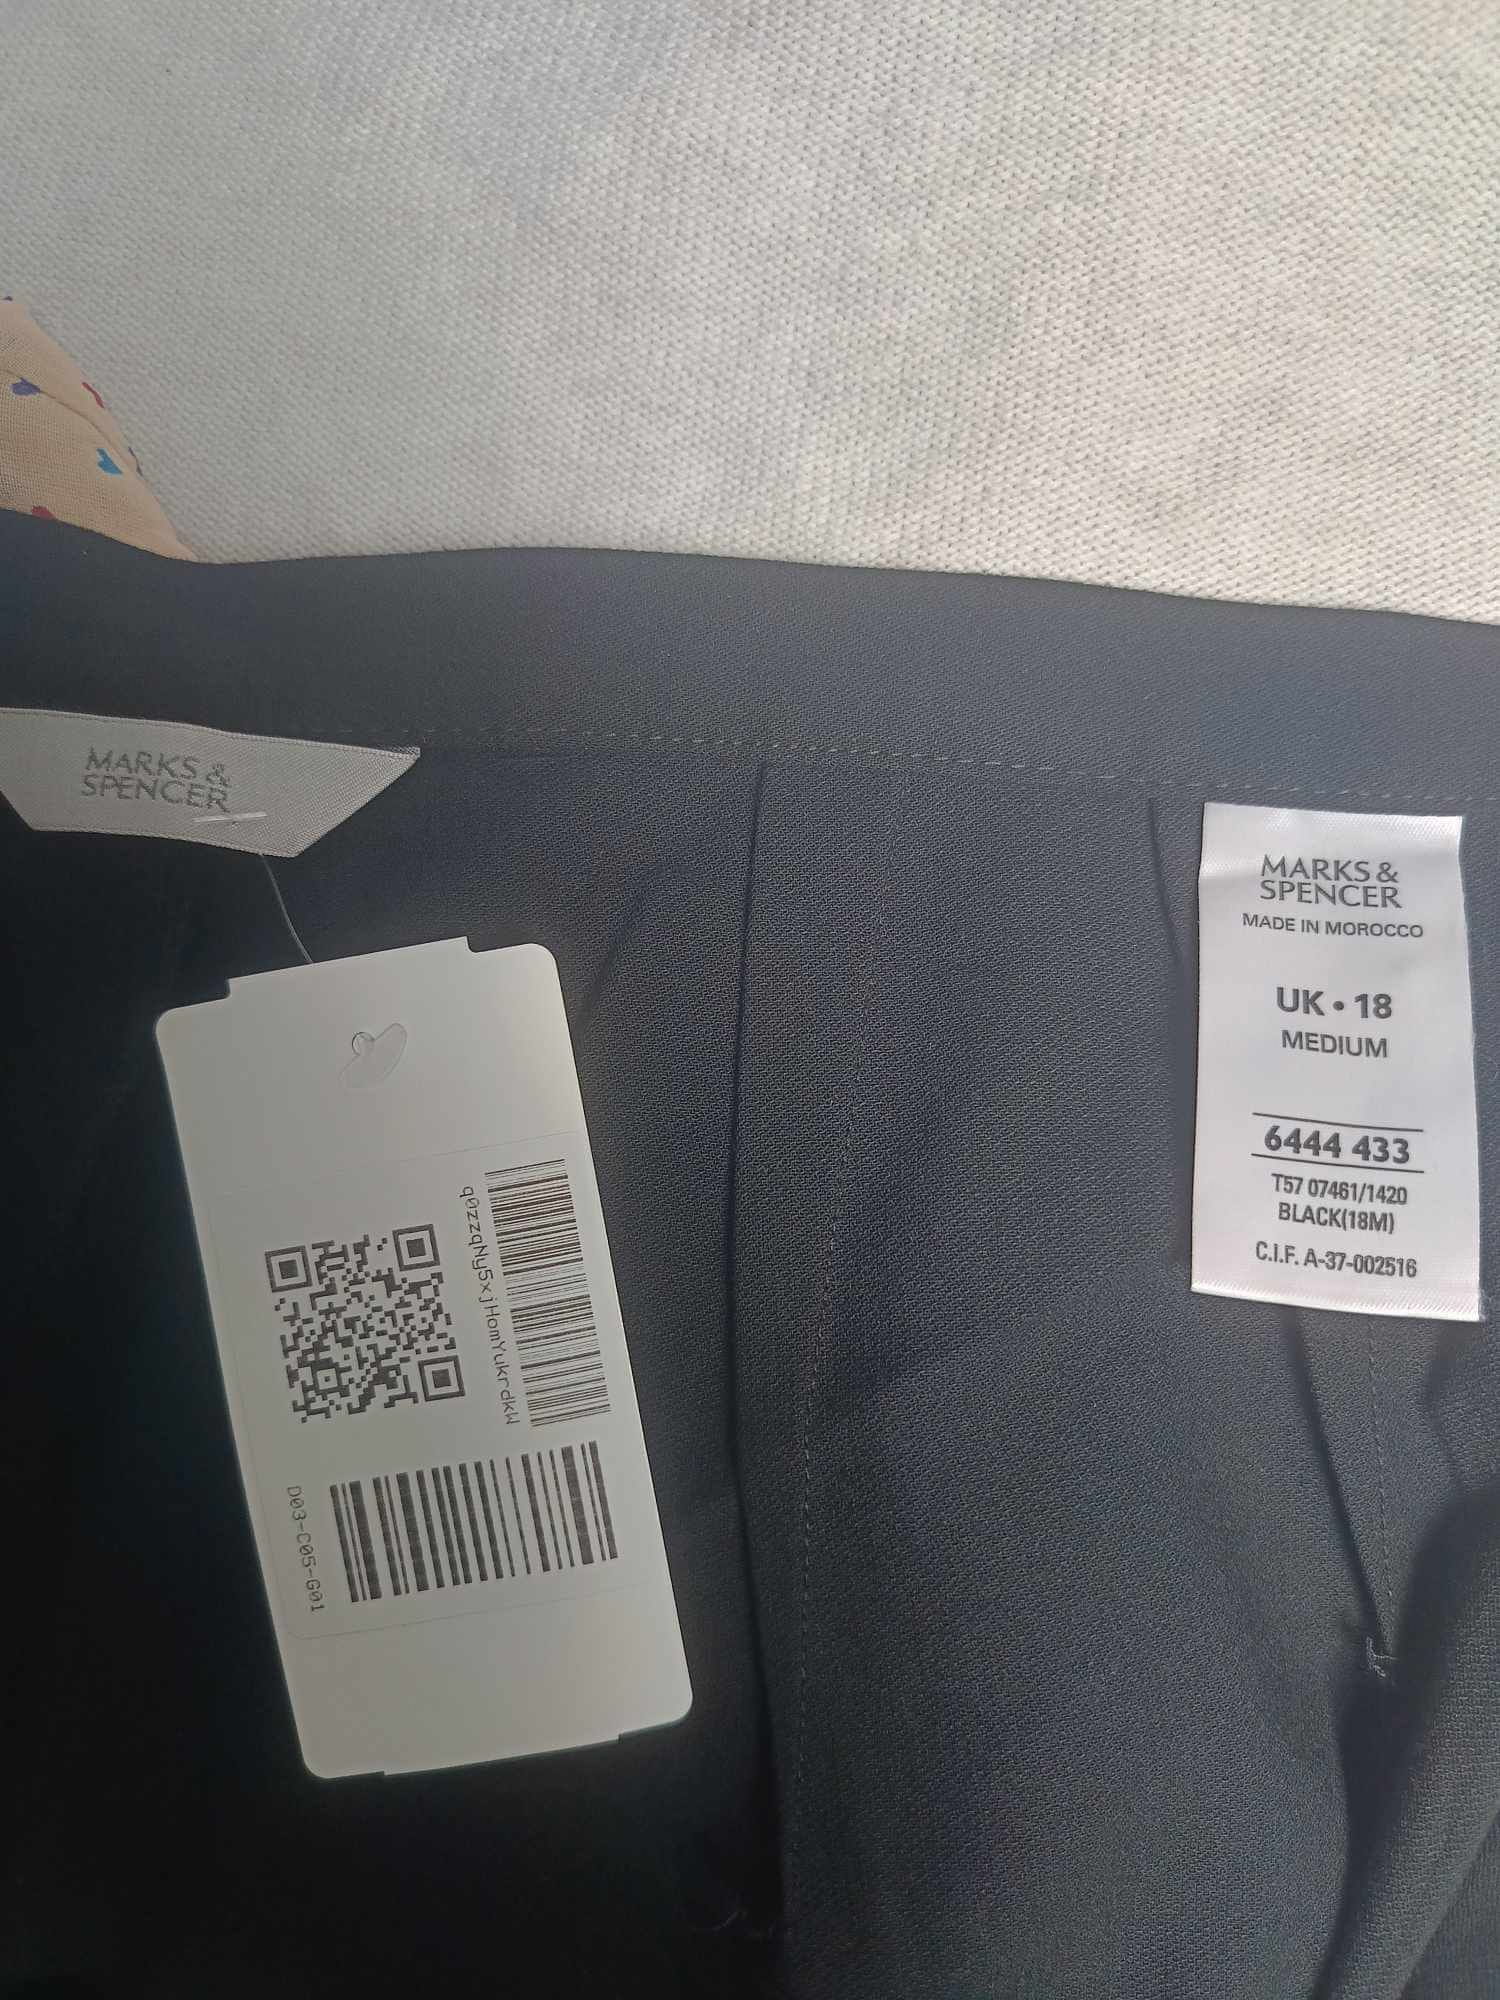 MARKS &
SPENCER
MARKS &
SPENCER
MADE IN MOROCCO
UK • 18
MEDIUM
6444 433
T57 07461/1420
BLACK(18M)
C.I.F. A-37-002516
q0zzqNy5xjHomYukrdkW
D03-C05-G01